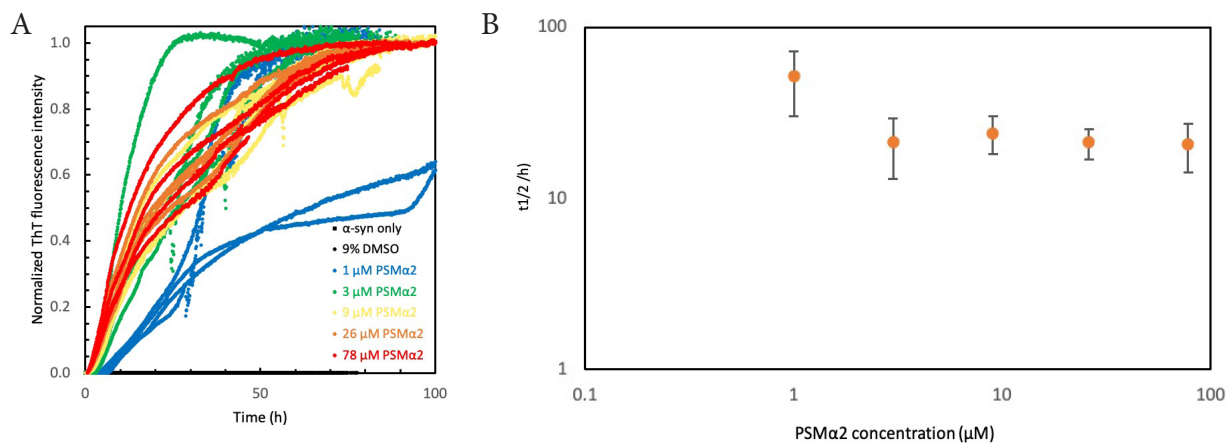 A
1.0
0.8
0.6
0.4
0.2
0.0
Normalized ThT fluorescence intensity
α-syn only
9% DMSO
1 µM PSMα2
3 µM PSMα2
9 µM PSMα2
26 µM PSMα2
78 µM PSMα2
0
50
100
Time (h)
B
100
10
1
t1/2 /h)
0.1
1
10
100
PSMα2 concentration (µM)